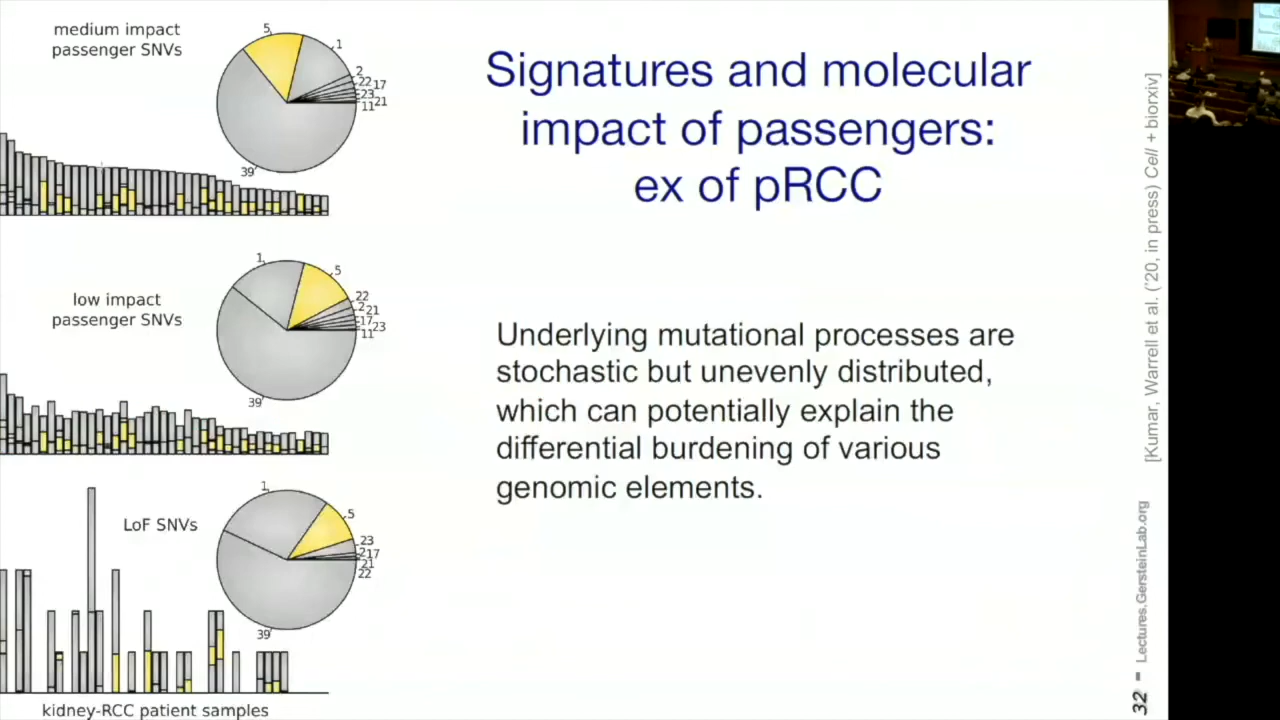 medium impact
passenger SNVs
5
1
2
22
17
23
21
11
39
low impact
passenger SNVs
1
5
22
2
21
17
23
11
39
LoF SNVs
1
5
23
2
17
21
22
39
kidney-RCC patient samples
Signatures and molecular
impact of passengers:
ex of pRCC
Underlying mutational processes are
stochastic but unevenly distributed,
which can potentially explain the
differential burdening of various
genomic elements.
[Kumar, Warrell et al. ('20, in press) Cell + biorxiv]
32 - Lectures.GersteinLab.org